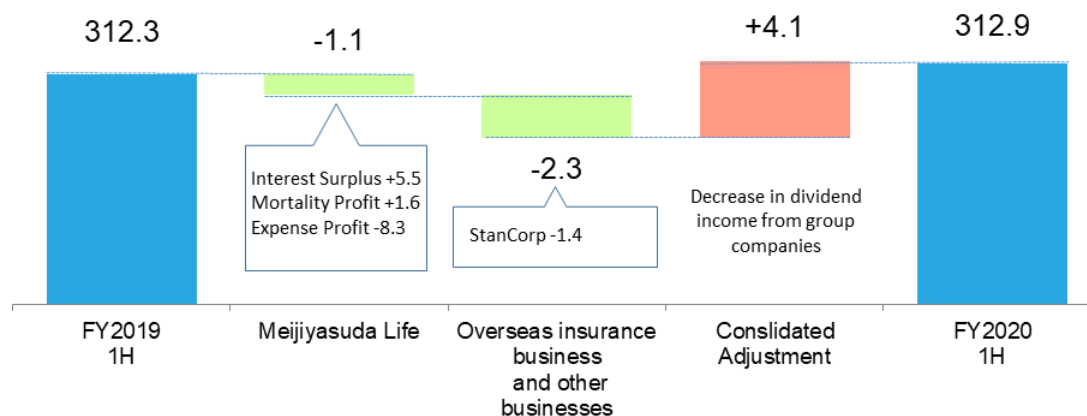 312.3
-1.1
+4.1
312.9
-2.3
Interest Surplus +5.5
Mortality Profit +1.6
Expense Profit -8.3
StanCorp -1.4
Decrease in dividend
income from group
companies
FY2019
1H
Meijiyasuda Life
Overseas insurance
business
and other
businesses
Conslidated
Adjustment
FY2020
1H